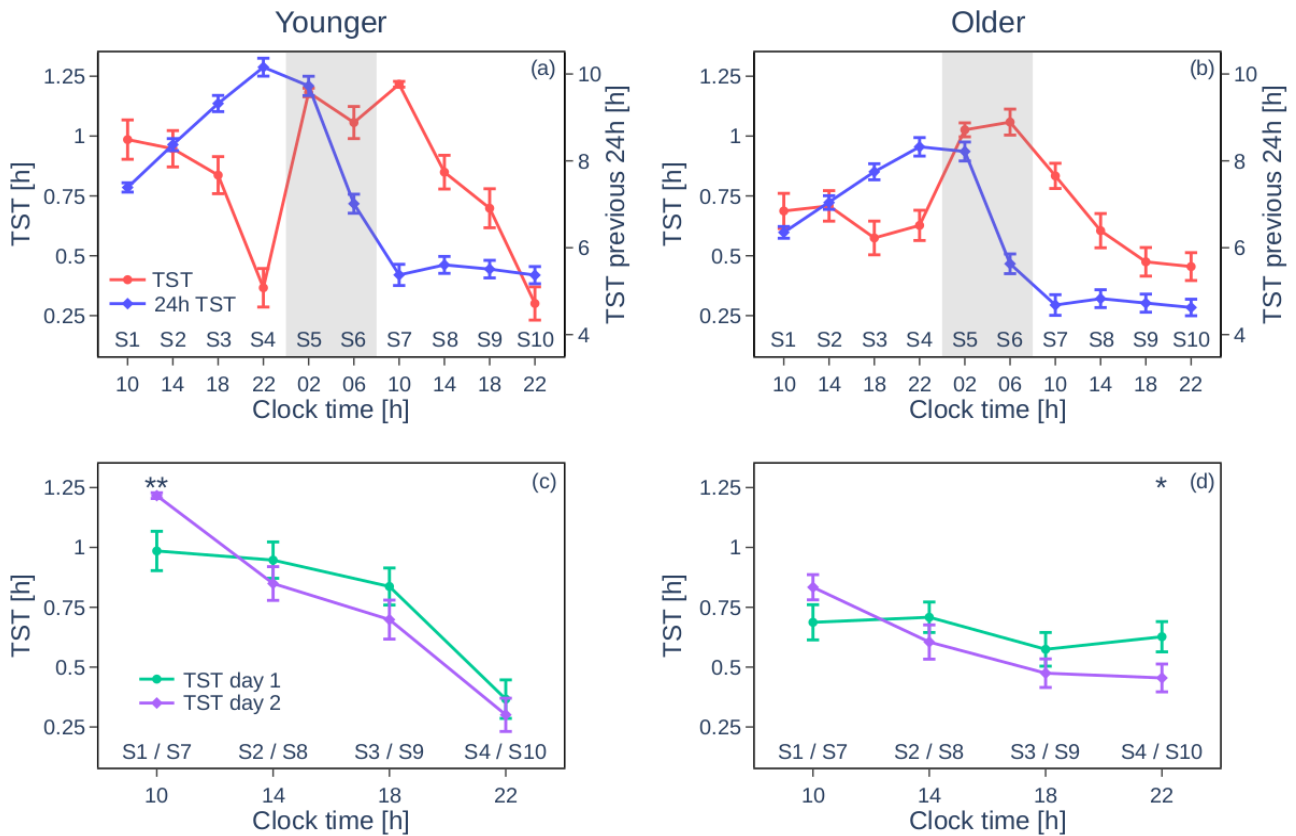 Younger
Older
(a)
1.25
1
0.75
0.5
0.25
TST [h]
10
8
6
4
TST previous 24h [h]
TST
24h TST
S1 S2 S3 S4 S5 S6 S7 S8 S9 S10
10 14 18 22 02 06 10 14 18 22
Clock time [h]
(b)
1.25
1
0.75
0.5
0.25
TST [h]
10
8
6
4
TST previous 24h [h]
S1 S2 S3 S4 S5 S6 S7 S8 S9 S10
10 14 18 22 02 06 10 14 18 22
Clock time [h]
(c)
**
1.25
1
0.75
0.5
0.25
TST [h]
TST day 1
TST day 2
S1 / S7 S2 / S8 S3 / S9 S4 / S10
10 14 18 22
Clock time [h]
* (d)
1.25
1
0.75
0.5
0.25
TST [h]
S1 / S7 S2 / S8 S3 / S9 S4 / S10
10 14 18 22
Clock time [h]